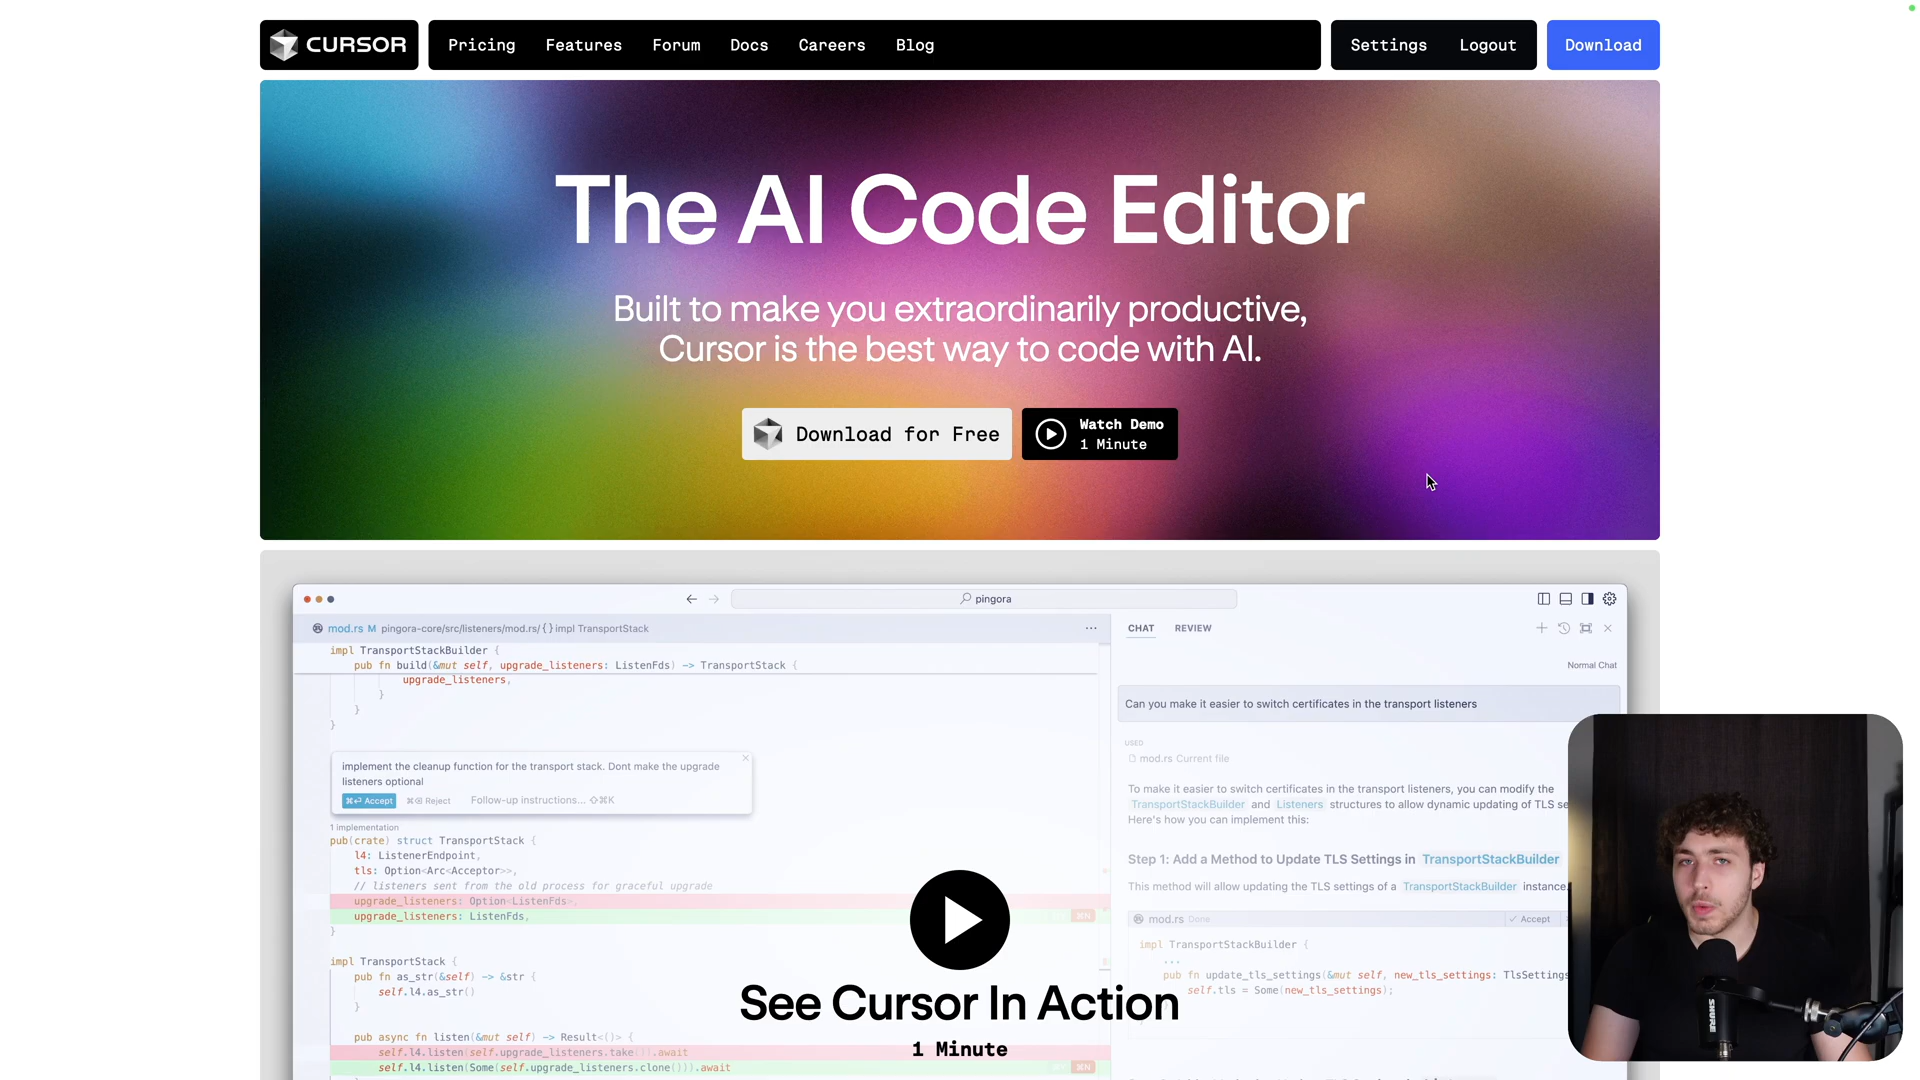 CURSOR
Pricing Features Forum Docs Careers Blog
Settings Logout
Download
The AI Code Editor
Built to make you extraordinarily productive,
Cursor is the best way to code with AI.
Download for Free
Watch Demo
1 Minute
pingora
mod.rs M pingora-core/src/listeners/mod.rs/{} impl TransportStack
impl TransportStackBuilder {
pub fn build(&mut self, upgrade_listeners: ListenFds) -> TransportStack {
upgrade_listeners,
}
}
}
implement the cleanup function for the transport stack. Dont make the upgrade
listeners optional
⌘⏎ Accept ⌘⌫ Reject Follow-up instructions... ⇧⌘K
1 implementation
pub(crate) struct TransportStack {
l4: ListenerEndpoint,
tls: Option<Arc<Acceptor>>,
// listeners sent from the old process for graceful upgrade
upgrade_listeners: Option<ListenFds>,
upgrade_listeners: ListenFds,
⌘N
}
impl TransportStack {
pub fn as_str(&self) -> &str {
self.l4.as_str()
}
pub async fn listen(&mut self) -> Result<()> {
self.l4.listen(self.upgrade_listeners.take()).await
self.l4.listen(Some(self.upgrade_listeners.clone())).await
⌘N
CHAT REVIEW
Normal Chat
Can you make it easier to switch certificates in the transport listeners
USED
mod.rs Current file
To make it easier to switch certificates in the transport listeners, you can modify the
TransportStackBuilder and Listeners structures to allow dynamic updating of TLS se
Here's how you can implement this:
Step 1: Add a Method to Update TLS Settings in TransportStackBuilder
This method will allow updating the TLS settings of a TransportStackBuilder instance.
mod.rs Done
✓ Accept
impl TransportStackBuilder {
...
pub fn update_tls_settings(&mut self, new_tls_settings: TlsSettings
self.tls = Some(new_tls_settings);
See Cursor In Action
1 Minute
SHURE